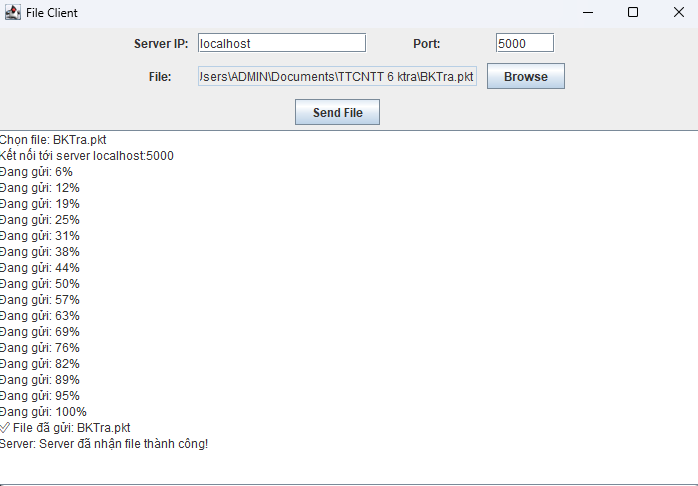 File Client
Server IP: localhost Port: 5000
File: Jsers\ADMIN\Documents\TTCNTT 6 ktra\BKTra.pkt Browse
Send File
Chọn file: BKTra.pkt
Kết nối tới server localhost:5000
Đang gửi: 6%
Đang gửi: 12%
Đang gửi: 19%
Đang gửi: 25%
Đang gửi: 31%
Đang gửi: 38%
Đang gửi: 44%
Đang gửi: 50%
Đang gửi: 57%
Đang gửi: 63%
Đang gửi: 69%
Đang gửi: 76%
Đang gửi: 82%
Đang gửi: 89%
Đang gửi: 95%
Đang gửi: 100%
✅ File đã gửi: BKTra.pkt
Server: Server đã nhận file thành công!